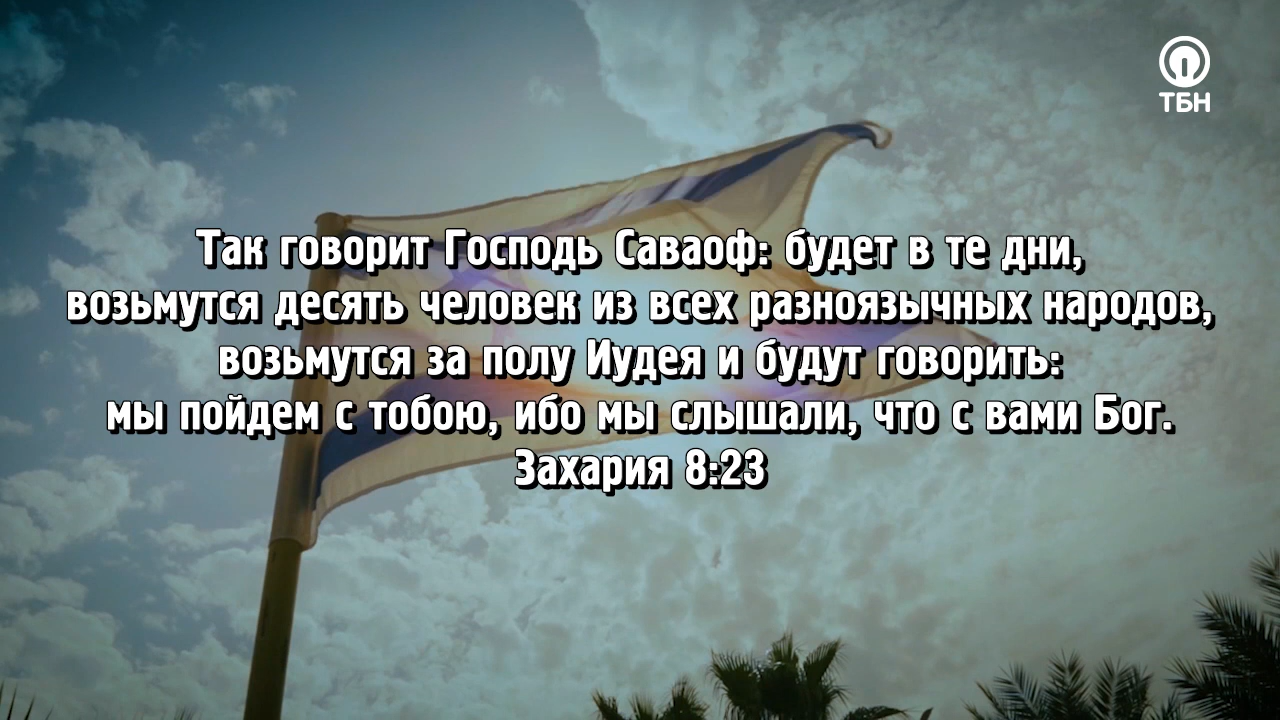 ТБН
Так говорит Господь Саваоф: будет в те дни,
возьмутся десять человек из всех разноязычных народов,
возьмутся за полу Иудея и будут говорить:
мы пойдем с тобою, ибо мы слышали, что с вами Бог.
Захария 8:23